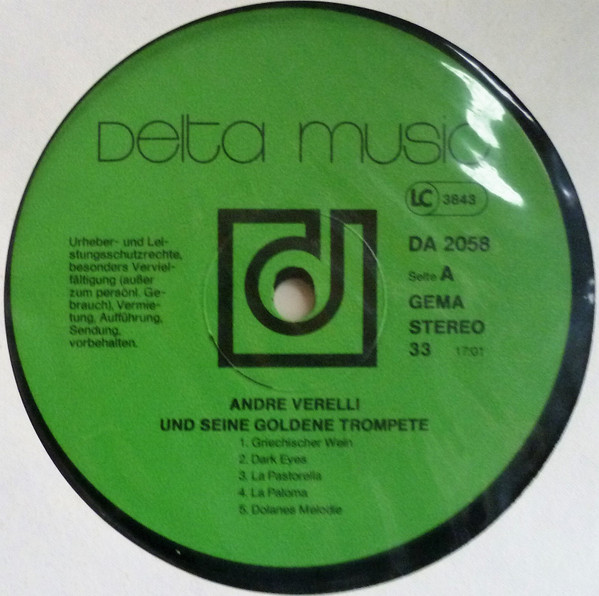 Delta music
LC 3843
Urheber- und Lei-
stungsschutzrechte,
besonders Verviel-
fältigung (außer
zum persönl. Ge-
brauch), Vermie-
tung, Aufführung,
Sendung,
vorbehalten.
DA 2058
Seite A
GEMA
STEREO
33 17:01
ANDRE VERELLI
UND SEINE GOLDENE TROMPETE
1. Griechischer Wein
2. Dark Eyes
3. La Pastorella
4. La Paloma
5. Dolanes Melodie